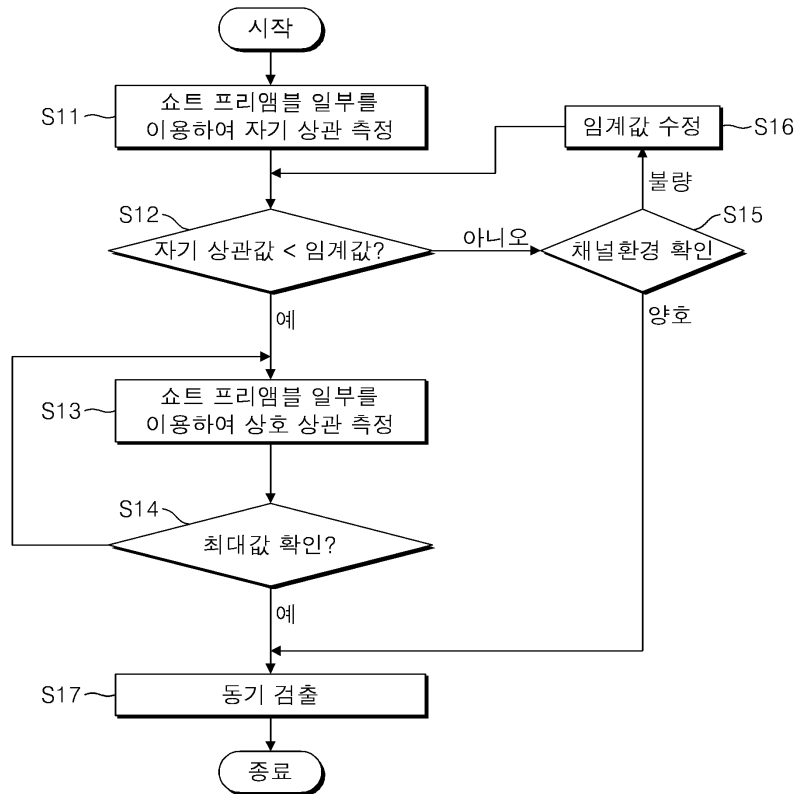 시작
S11
쇼트 프리앰블 일부를
이용하여 자기 상관 측정
임계값 수정
S16
불량
S12
자기 상관값 < 임계값?
아니오
S15
채널환경 확인
예
양호
S13
쇼트 프리앰블 일부를
이용하여 상호 상관 측정
S14
최대값 확인?
예
S17
동기 검출
종료